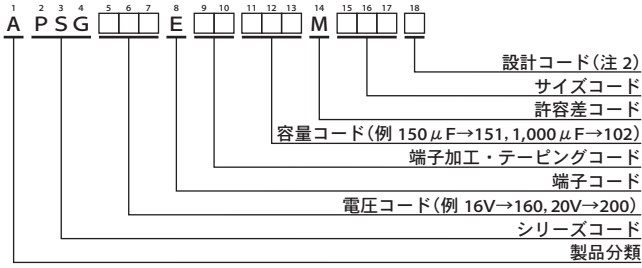 1 2 3 4 5 6 7 8 9 10 11 12 13 14 15 16 17 18
A P S G E M
設計コード(注 2)
サイズコード
許容差コード
容量コード(例 150μF→151, 1,000μF→102)
端子加工・テーピングコード
端子コード
電圧コード(例 16V→160, 20V→200)
シリーズコード
製品分類